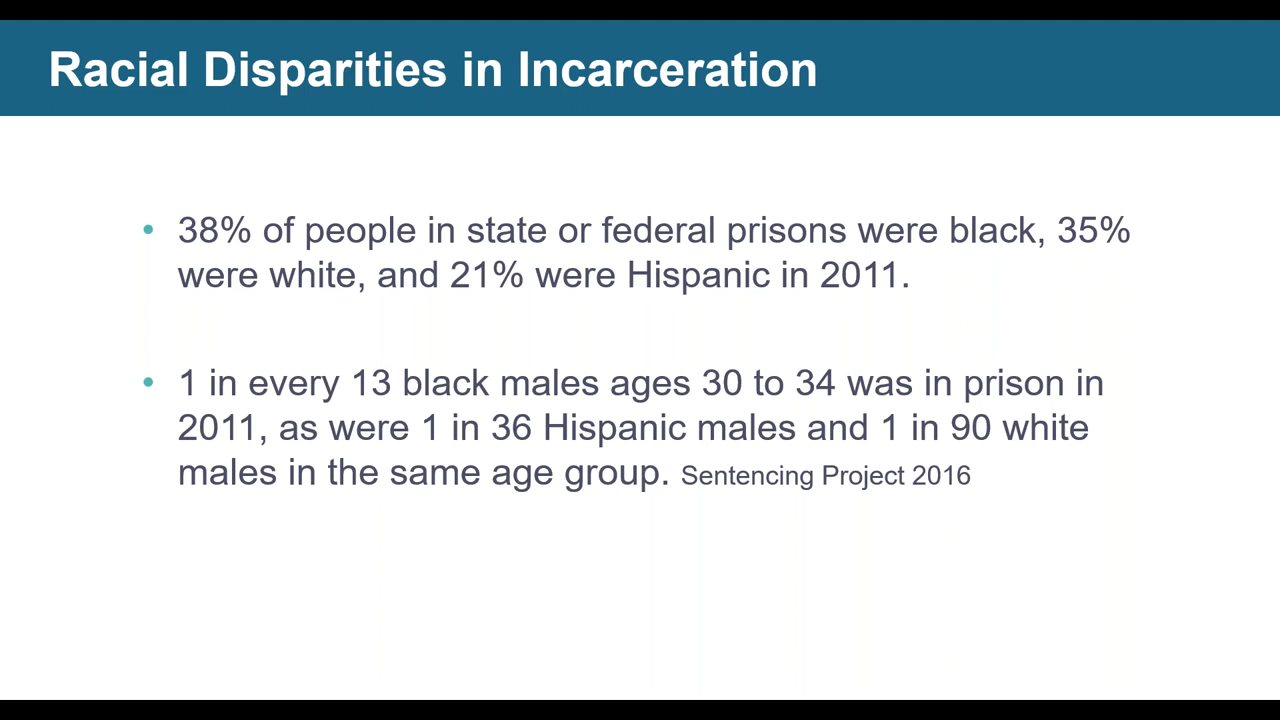 Racial Disparities in Incarceration
• 38% of people in state or federal prisons were black, 35%
were white, and 21% were Hispanic in 2011.
• 1 in every 13 black males ages 30 to 34 was in prison in
2011, as were 1 in 36 Hispanic males and 1 in 90 white
males in the same age group. Sentencing Project 2016